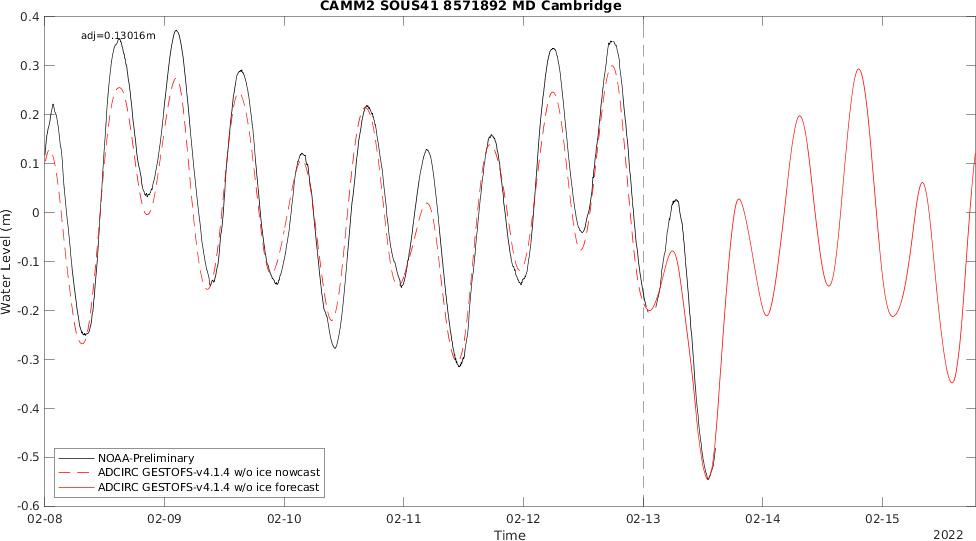 CAMM2 SOUS41 8571892 MD Cambridge
adj=0.13016m
0.4
0.3
0.2
0.1
0
-0.1
-0.2
-0.3
-0.4
-0.5
-0.6
Water Level (m)
NOAA-Preliminary
ADCIRC GESTOFS-v4.1.4 w/o ice nowcast
ADCIRC GESTOFS-v4.1.4 w/o ice forecast
02-08 02-09 02-10 02-11 02-12 02-13 02-14 02-15
Time
2022